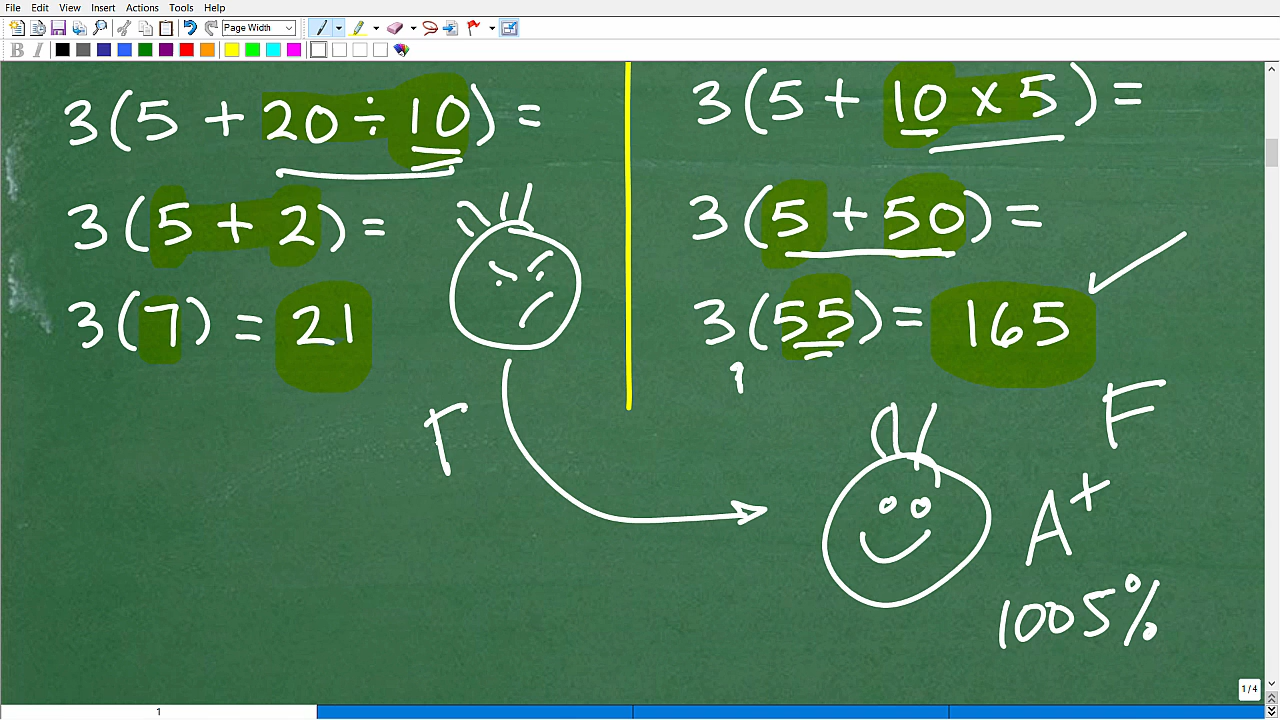 File Edit View Insert Actions Tools Help
Page Width
B I
3(5 + 20 ÷ 10) =
3(5 + 2) =
3(7) = 21
3(5 + 10 x 5) =
3(5 + 50) =
3(55) = 165
F
A+
1005%
1/4
1